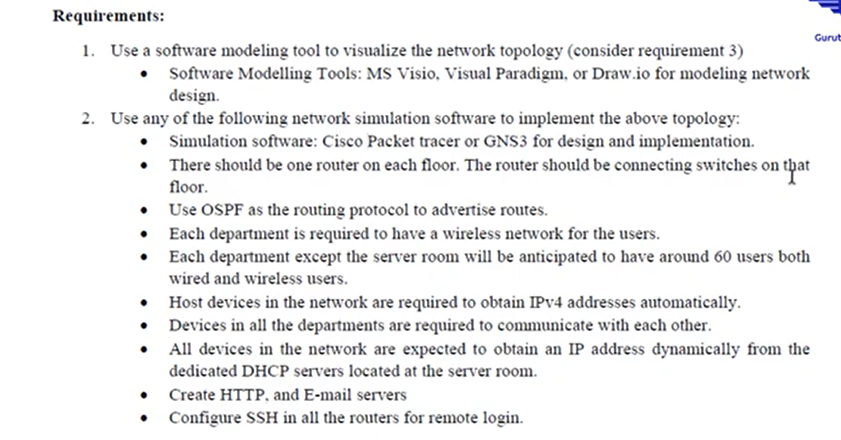 Requirements:
1. Use a software modeling tool to visualize the network topology (consider requirement 3)
• Software Modelling Tools: MS Visio, Visual Paradigm, or Draw.io for modeling network
design.
2. Use any of the following network simulation software to implement the above topology:
• Simulation software: Cisco Packet tracer or GNS3 for design and implementation.
• There should be one router on each floor. The router should be connecting switches on that
floor.
• Use OSPF as the routing protocol to advertise routes.
• Each department is required to have a wireless network for the users.
• Each department except the server room will be anticipated to have around 60 users both
wired and wireless users.
• Host devices in the network are required to obtain IPv4 addresses automatically.
• Devices in all the departments are required to communicate with each other.
• All devices in the network are expected to obtain an IP address dynamically from the
dedicated DHCP servers located at the server room.
• Create HTTP, and E-mail servers
• Configure SSH in all the routers for remote login.
Gurut